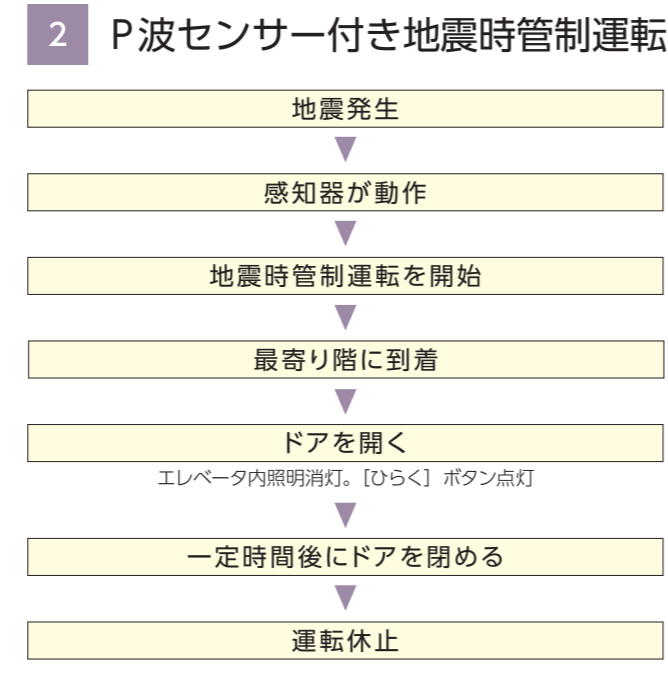 2 P波センサー付き地震時管制運転
地震発生
感知器が動作
地震時管制運転を開始
最寄り階に到着
ドアを開く
エレベータ内照明消灯。［ひらく］ボタン点灯
一定時間後にドアを閉める
運転休止